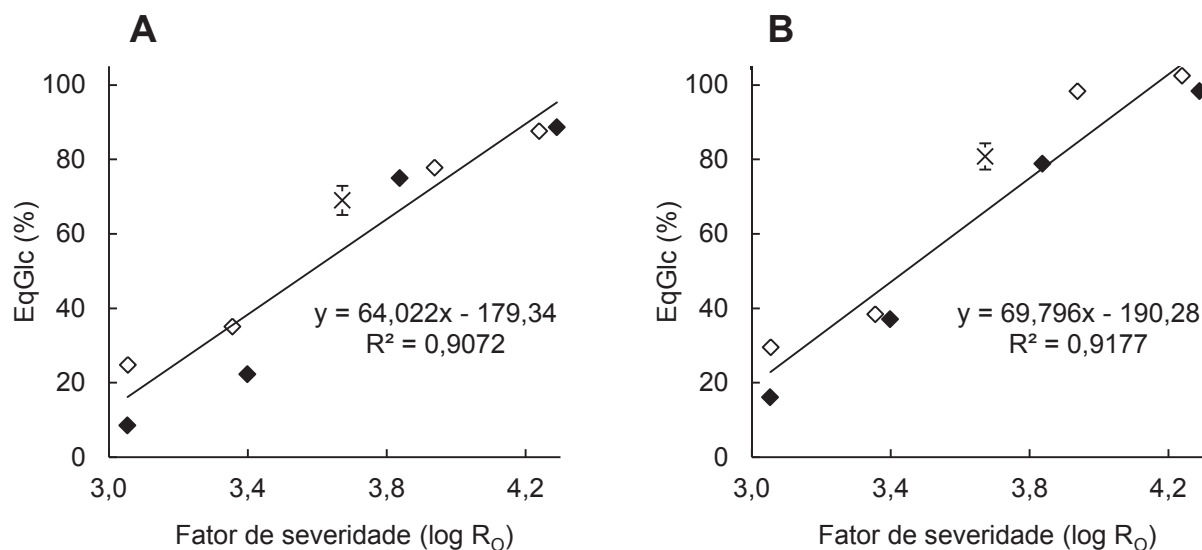 A
100
80
60
40
20
0
EqGlc (%)
y = 64,022x - 179,34
R² = 0,9072
3,0 3,4 3,8 4,2
Fator de severidade (log R_O)
B
100
80
60
40
20
0
EqGlc (%)
y = 69,796x - 190,28
R² = 0,9177
3,0 3,4 3,8 4,2
Fator de severidade (log R_O)